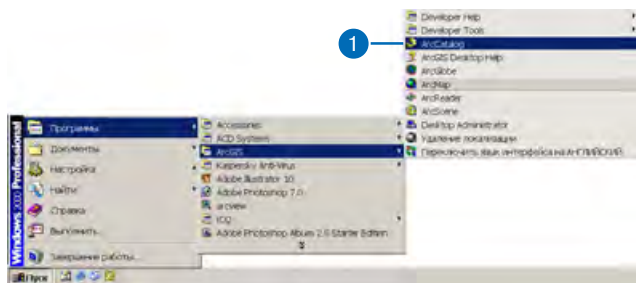 Developer Help
Developer Tools
1
ArcCatalog
ArcGIS Desktop Help
ArcGlobe
ArcMap
ArcReader
ArcScene
Desktop Administrator
Удаление локализации
Переключить язык интерфейса на АНГЛИЙСКИЙ
Windows 2000 Professional
Программы
Документы
Настройка
Найти
Справка
Выполнить...
Завершение работы...
Accessories
ACD Systems
ArcGIS
Kaspersky Anti-Virus
Adobe Illustrator 10
Adobe Photoshop 7.0
arcview
ICQ
Adobe Photoshop Album 2.0 Starter Edition
Пуск